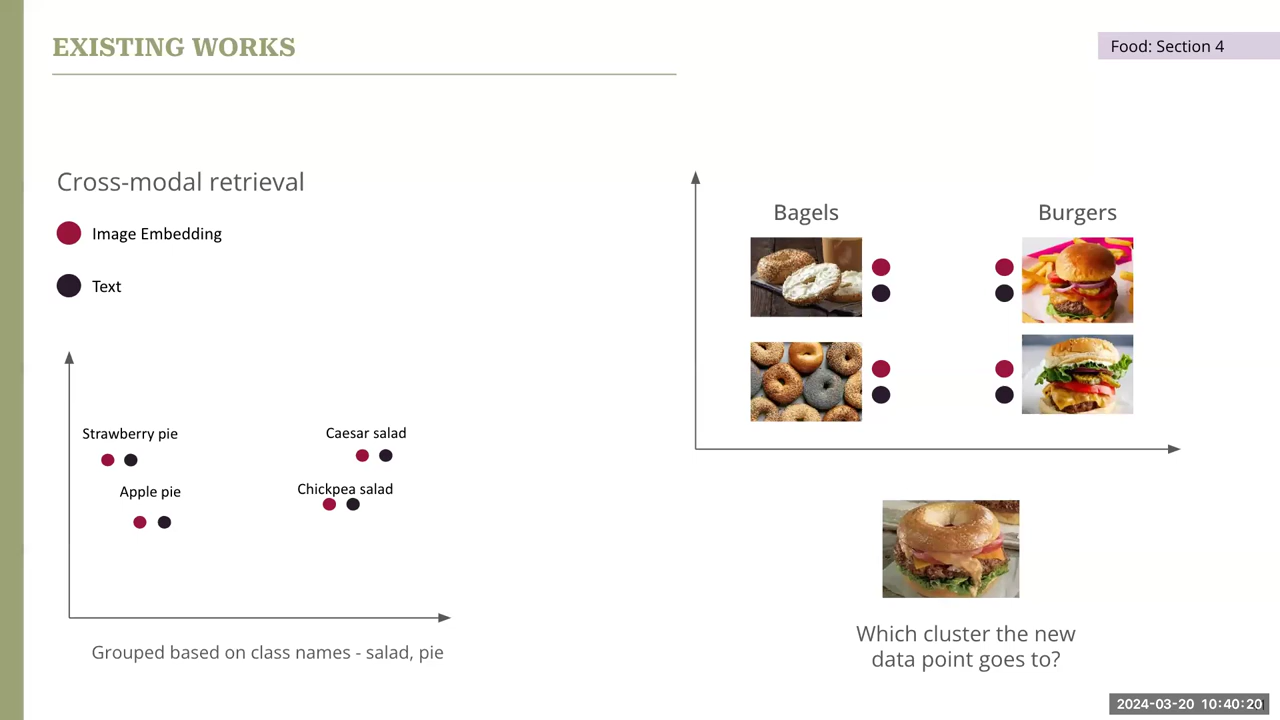 EXISTING WORKS
Food: Section 4
Cross-modal retrieval
Image Embedding
Text
Strawberry pie
Apple pie
Caesar salad
Chickpea salad
Grouped based on class names - salad, pie
Bagels
Burgers
Which cluster the new
data point goes to?
2024-03-20 10:40:20